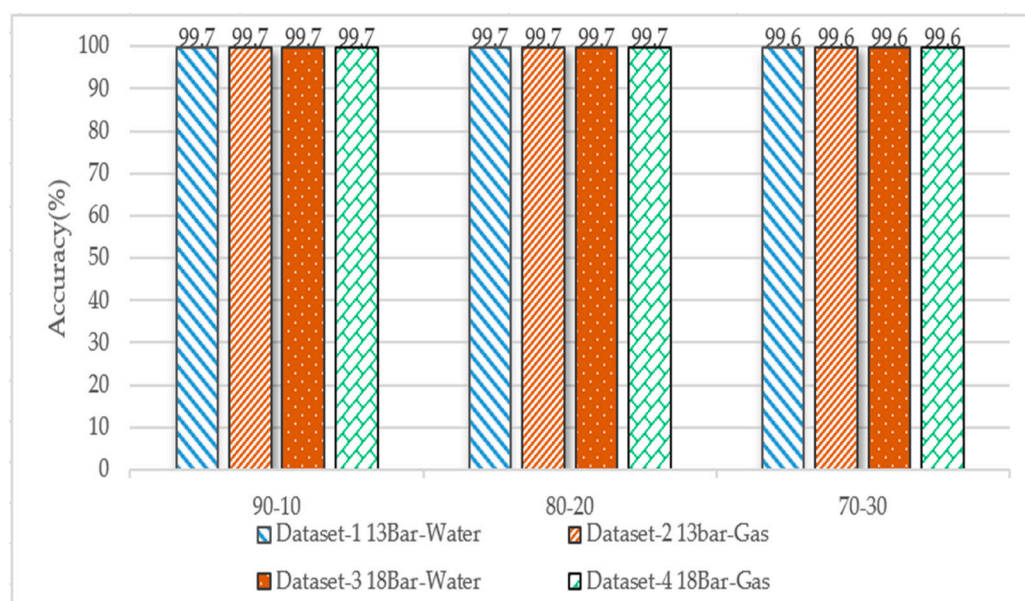 99.7 99.7 99.7 99.7 99.7 99.7 99.7 99.7 99.6 99.6 99.6 99.6
100
90
80
70
60
50
40
30
20
10
0
Accuracy(%)
90-10 80-20 70-30
Dataset-1 13Bar-Water Dataset-2 13bar-Gas
Dataset-3 18Bar-Water Dataset-4 18Bar-Gas